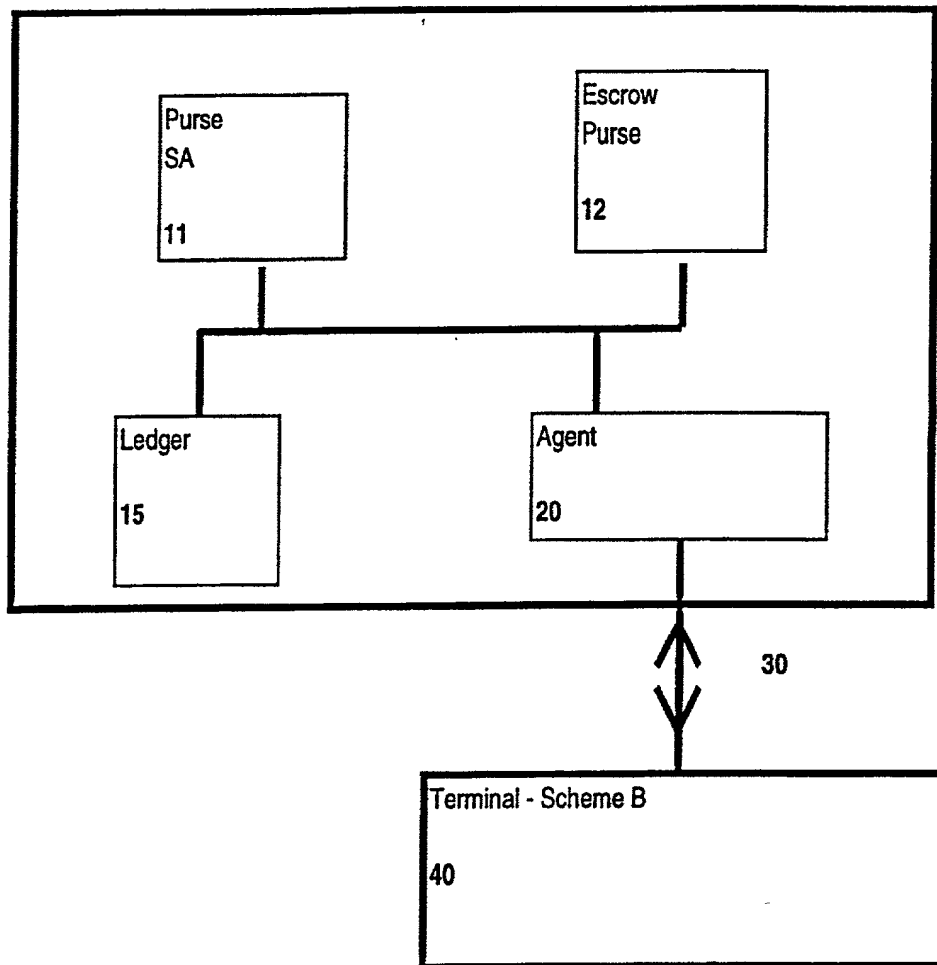 Purse
SA
11
Escrow
Purse
12
Ledger
15
Agent
20
30
Terminal - Scheme B
40